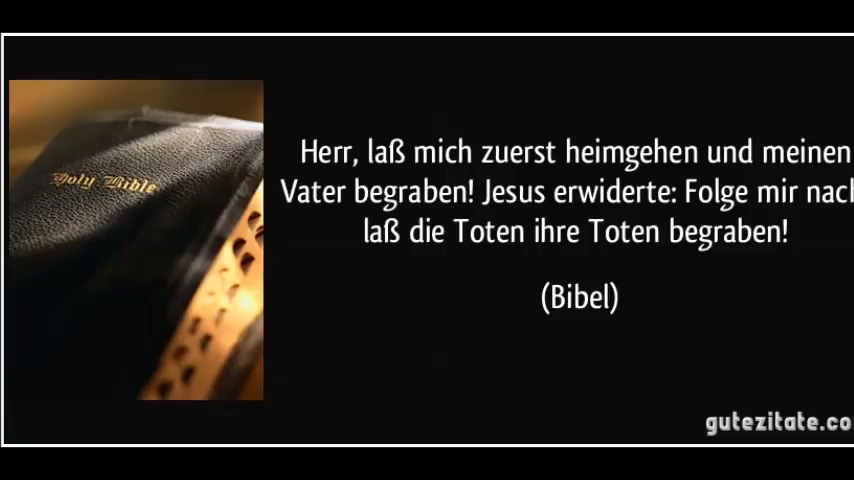 Holy Bible
Herr, laß mich zuerst heimgehen und meinen
Vater begraben! Jesus erwiderte: Folge mir nach
laß die Toten ihre Toten begraben!
(Bibel)
gutezitate.co